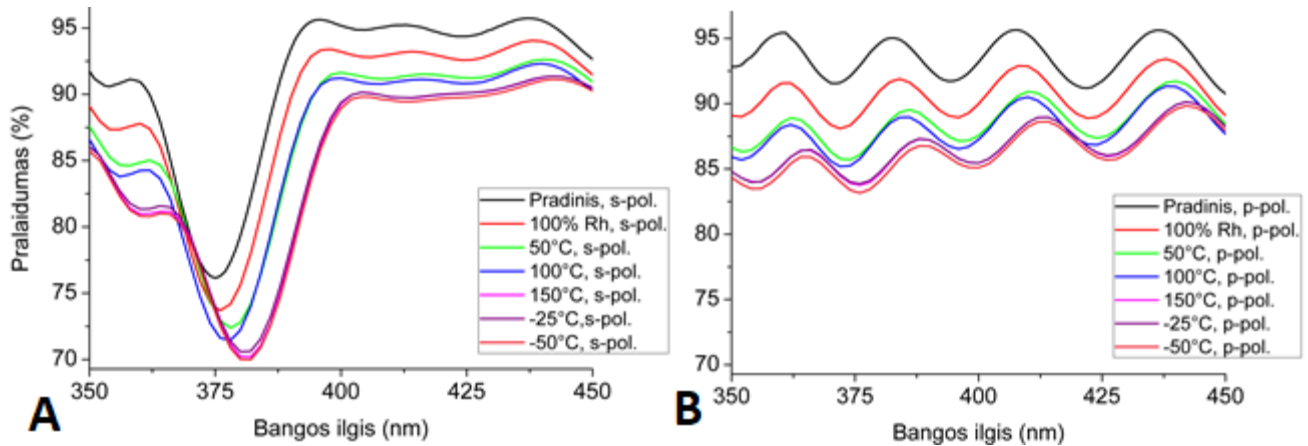 95
90
85
80
75
70
Pralaidumas (%)
350
375
400
425
450
Bangos ilgis (nm)
A
Pradinis, s-pol.
100% Rh, s-pol.
50°C, s-pol.
100°C, s-pol.
150°C, s-pol.
-25°C,s-pol.
-50°C, s-pol.
95
90
85
80
75
70
350
375
400
425
450
Bangos ilgis (nm)
B
Pradinis, p-pol.
100% Rh, p-pol.
50°C, p-pol.
100°C, p-pol.
150°C, p-pol.
-25°C, p-pol.
-50°C, p-pol.